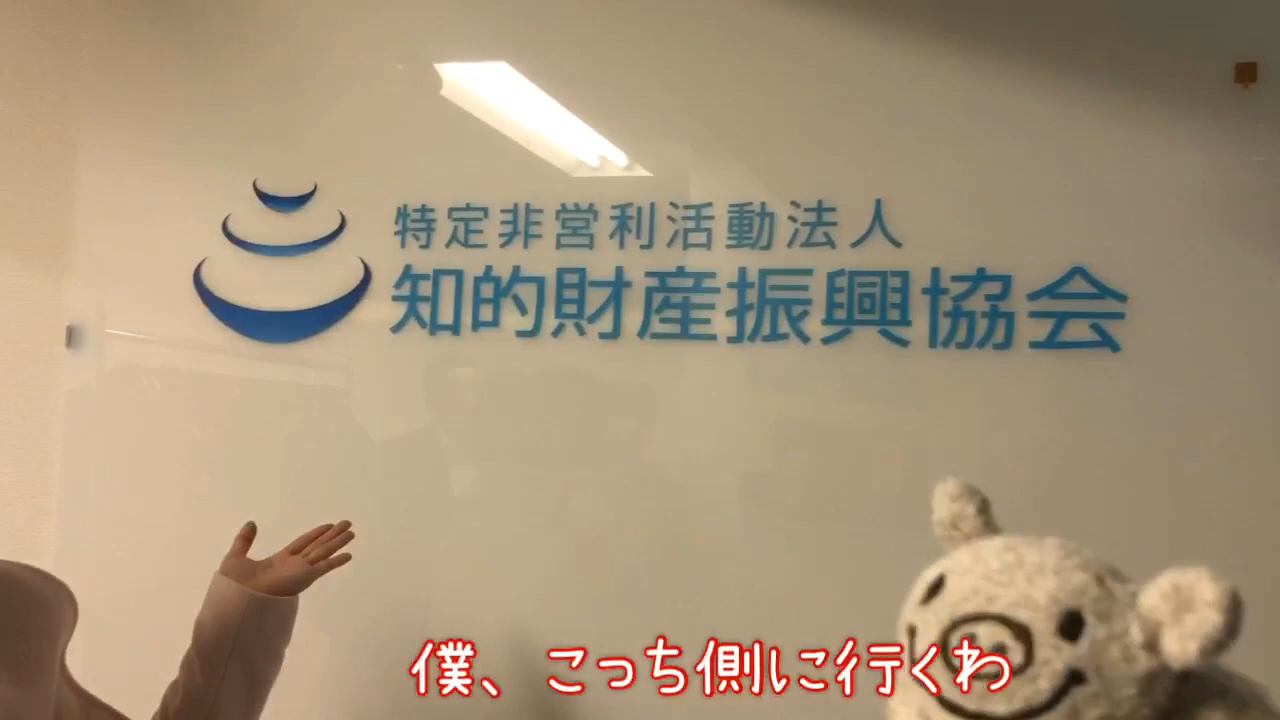 特定非営利活動法人
知的財産振興協会
僕、こっち側に行くわ